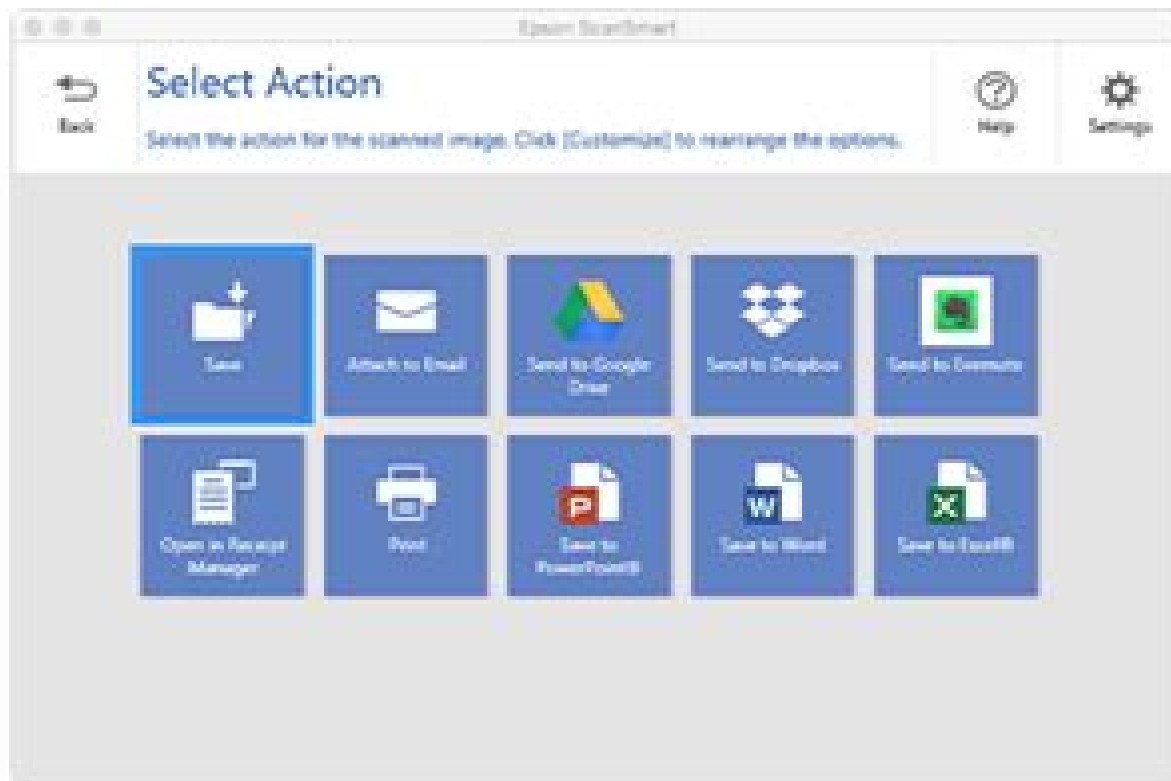 Epson ScanSmart
Select Action
Back
Help
Settings
Select the action for the scanned image. Click [Customize] to rearrange the options.
Save
Attach to Email
Send to Google
Drive
Send to Dropbox
Send to Evernote
Open in Receipt
Manager
Print
P
Save to
PowerPoint®
W
Save to Word
X
Save to Excel®